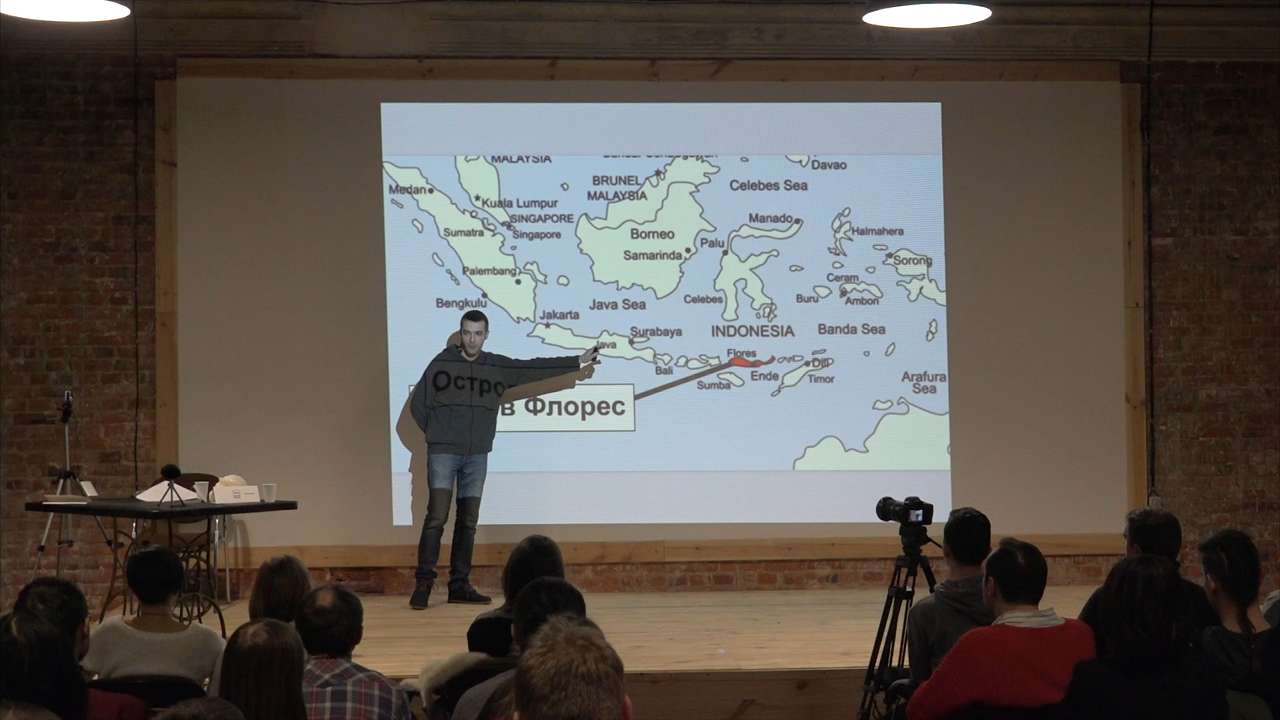 MALAYSIA
Davao
BRUNEL
MALAYSIA
Celebes Sea
Medan
Kuala Lumpur
SINGAPORE
Singapore
Sumatra
Borneo
Samarinda
Manado
Palu
Halmahera
Sorong
Palembang
Ceram
Ambon
Buru
Celebes
Bengkulu
Java Sea
Jakarta
Surabaya
INDONESIA
Banda Sea
Java
Flores
Dili
Bali
Sumba
Ende
Timor
Arafura
Sea
Остров Флорес